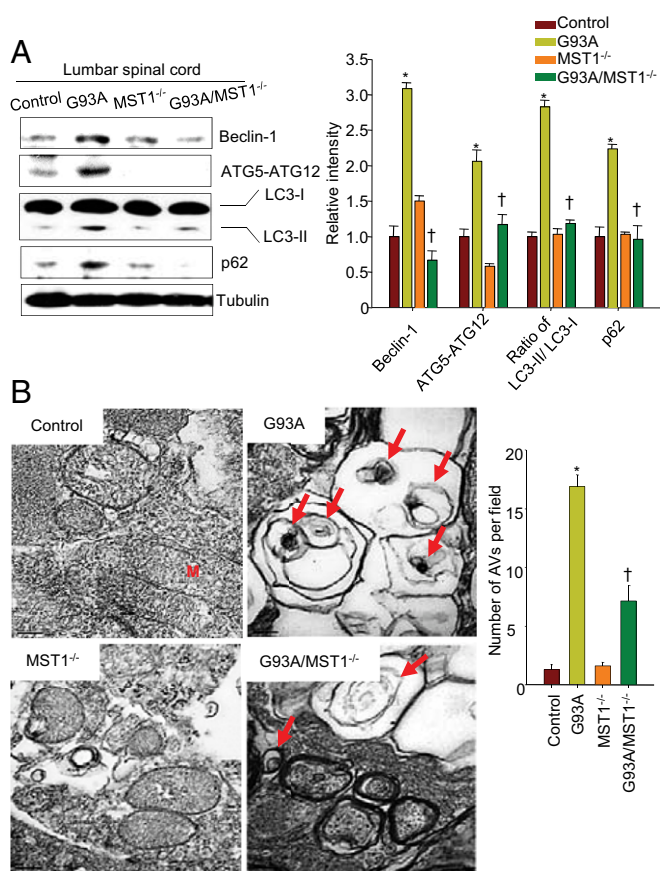 A
Lumbar spinal cord
Control G93A MST1-/- G93A/MST1-/-
Beclin-1
ATG5-ATG12
LC3-I
LC3-II
p62
Tubulin
Control
G93A
MST1-/-
G93A/MST1-/-
Relative intensity
3.5
3.0
2.5
2.0
1.5
1.0
0.5
0.0
* * * *
† † † †
Beclin-1
ATG5-ATG12
Ratio of
LC3-II/ LC3-I
p62
B
Control
M
G93A
MST1-/-
G93A/MST1-/-
Number of AVs per field
20
15
10
5
0
*
†
Control
G93A
MST1-/-
G93A/MST1-/-